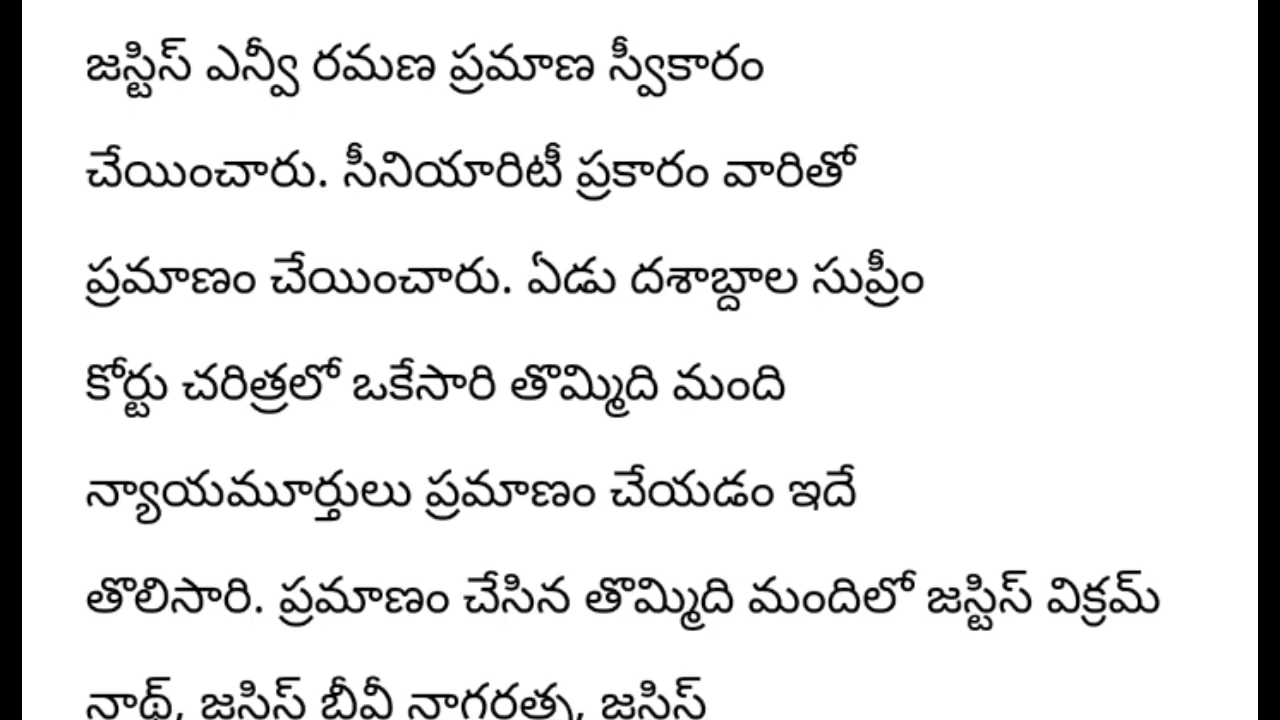 జస్టిస్ ఎన్వీ రమణ ప్రమాణ స్వీకారం
చేయించారు. సీనియారిటీ ప్రకారం వారితో
ప్రమాణం చేయించారు. ఏడు దశాబ్దాల సుప్రీం
కోర్టు చరిత్రలో ఒకేసారి తొమ్మిది మంది
న్యాయమూర్తులు ప్రమాణం చేయడం ఇదే
తొలిసారి. ప్రమాణం చేసిన తొమ్మిది మందిలో జస్టిస్ విక్రమ్
నాథ్, జస్టిస్ బీవీ నాగరత్న, జస్టిస్